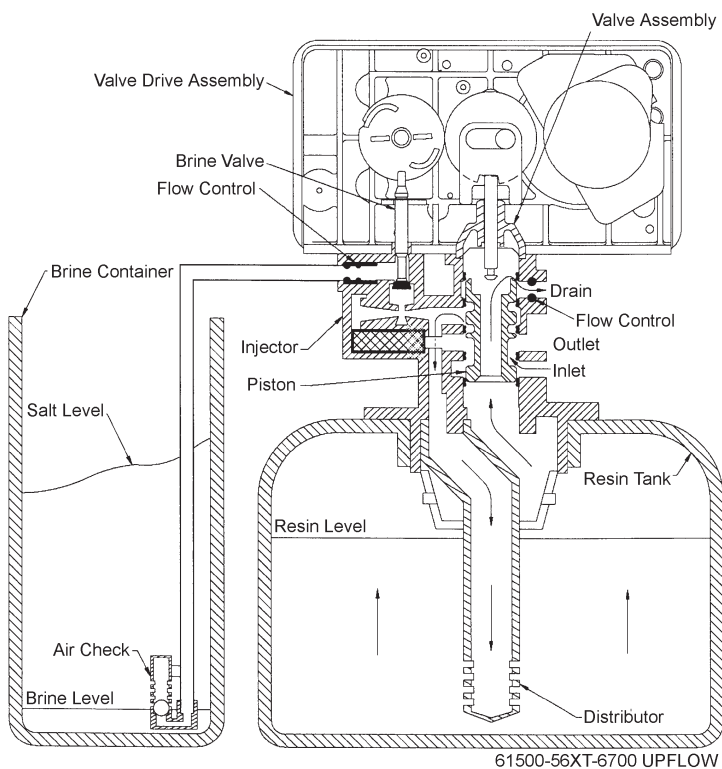 Valve Assembly
Valve Drive Assembly
Brine Valve
Flow Control
Brine Container
Drain
Flow Control
Injector
Outlet
Inlet
Piston
Salt Level
Resin Tank
Resin Level
Air Check
Brine Level
Distributor
61500-56XT-6700 UPFLOW